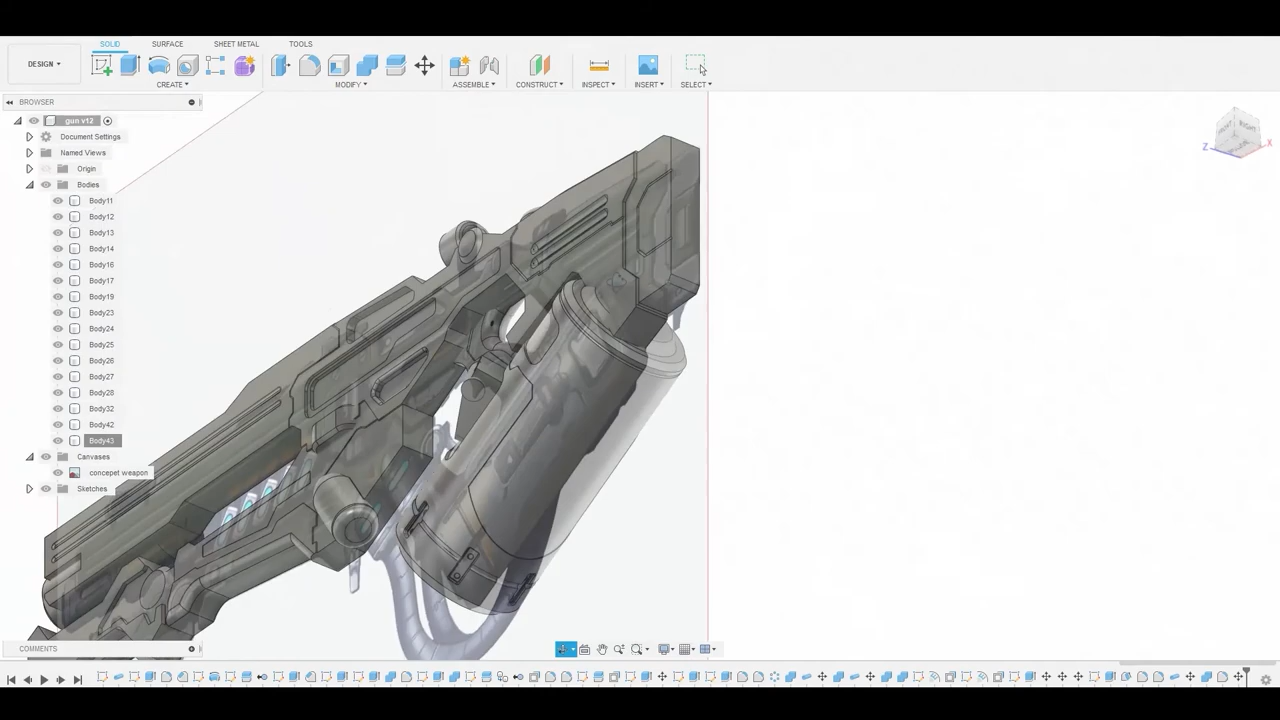 SOLID SURFACE SHEET METAL TOOLS
DESIGN
CREATE MODIFY ASSEMBLE CONSTRUCT INSPECT INSERT SELECT
BROWSER
gun v12
Document Settings
Named Views
Origin
Bodies
Body11
Body12
Body13
Body14
Body16
Body17
Body19
Body23
Body24
Body25
Body26
Body27
Body28
Body32
Body42
Body43
Canvases
concepet weapon
Sketches
COMMENTS
FRONT RIGHT
Z X